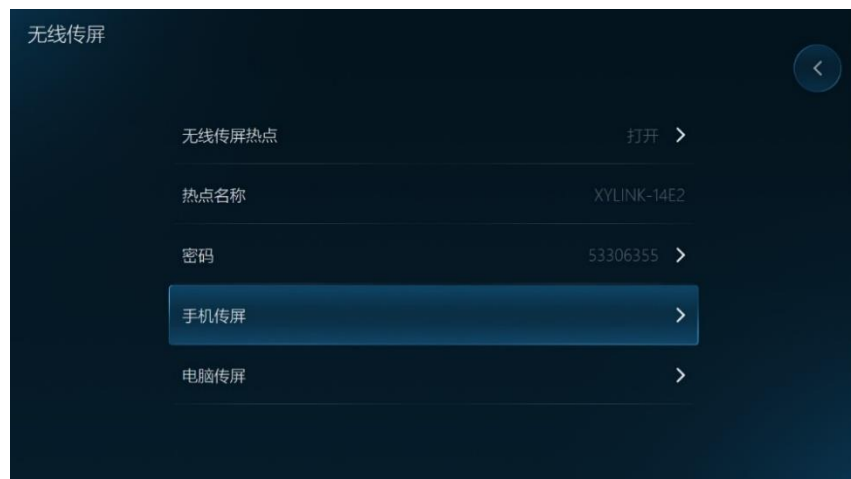 无线传屏
无线传屏热点 打开
热点名称 XYLINK-14E2
密码 53306355
手机传屏
电脑传屏